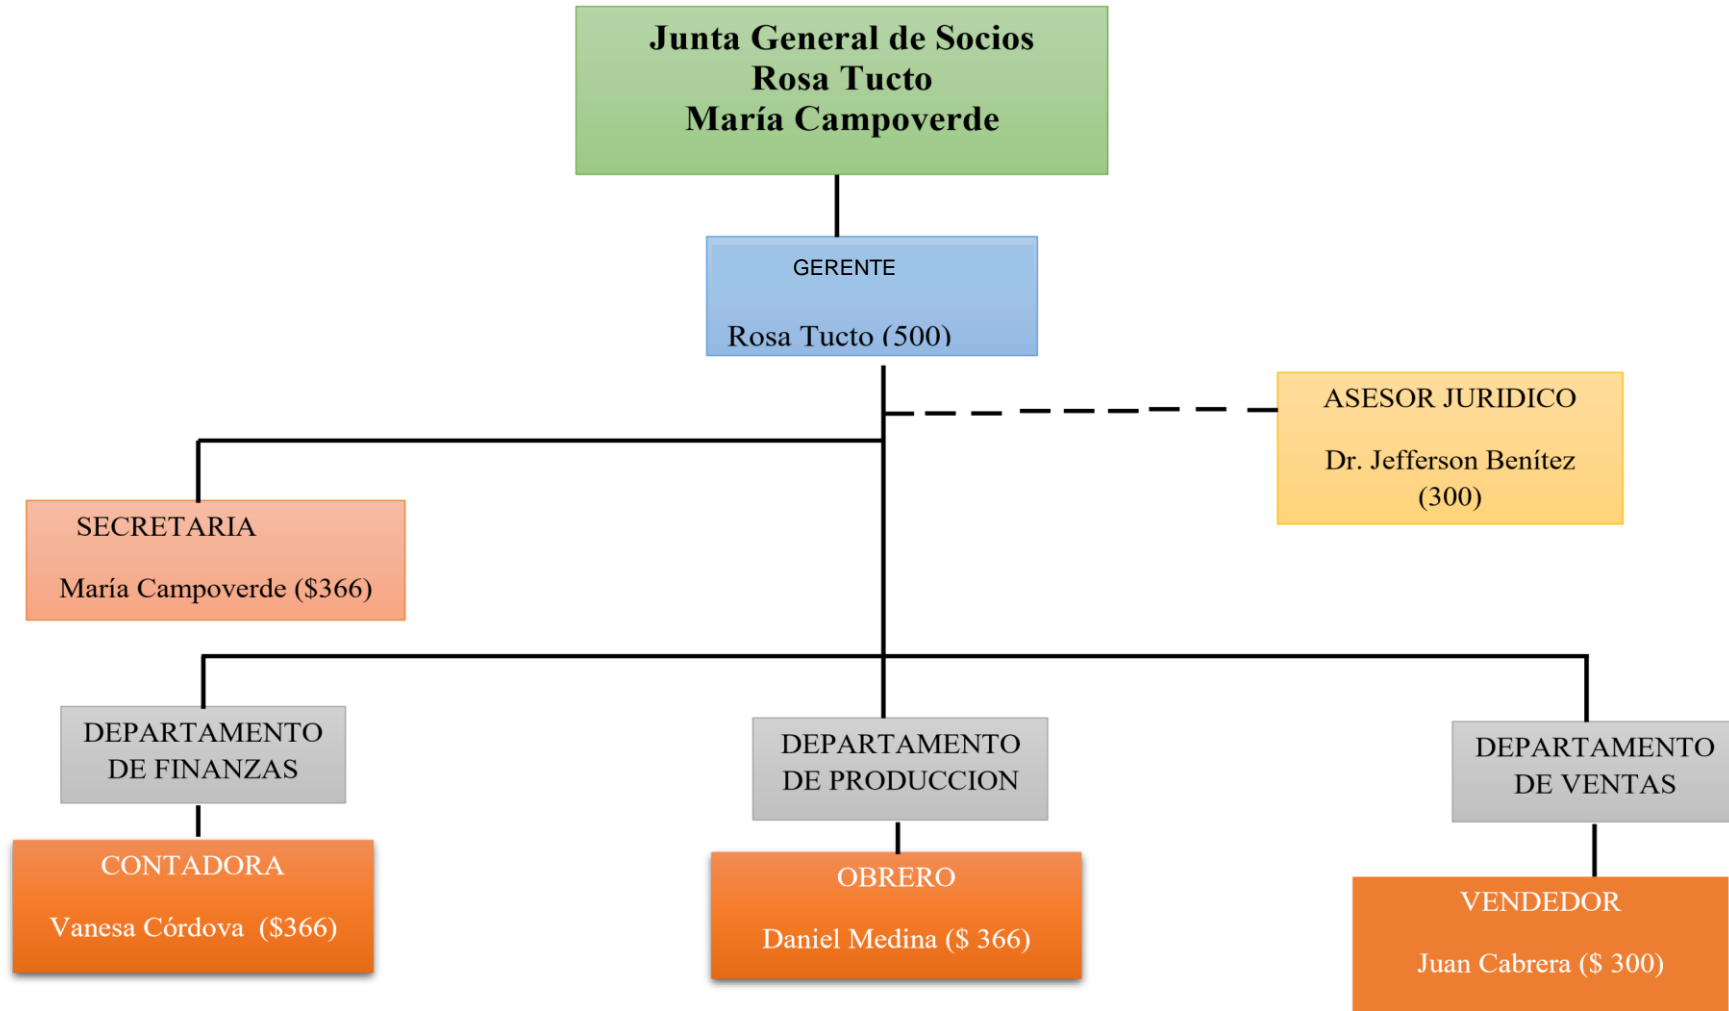 Junta General de Socios
Rosa Tucto
María Campoverde
GERENTE
Rosa Tucto (500)
ASESOR JURIDICO
Dr. Jefferson Benítez
(300)
SECRETARIA
María Campoverde ($366)
DEPARTAMENTO
DE FINANZAS
DEPARTAMENTO
DE PRODUCCION
DEPARTAMENTO
DE VENTAS
CONTADORA
Vanesa Córdova ($366)
OBRERO
Daniel Medina ($ 366)
VENDEDOR
Juan Cabrera ($ 300)